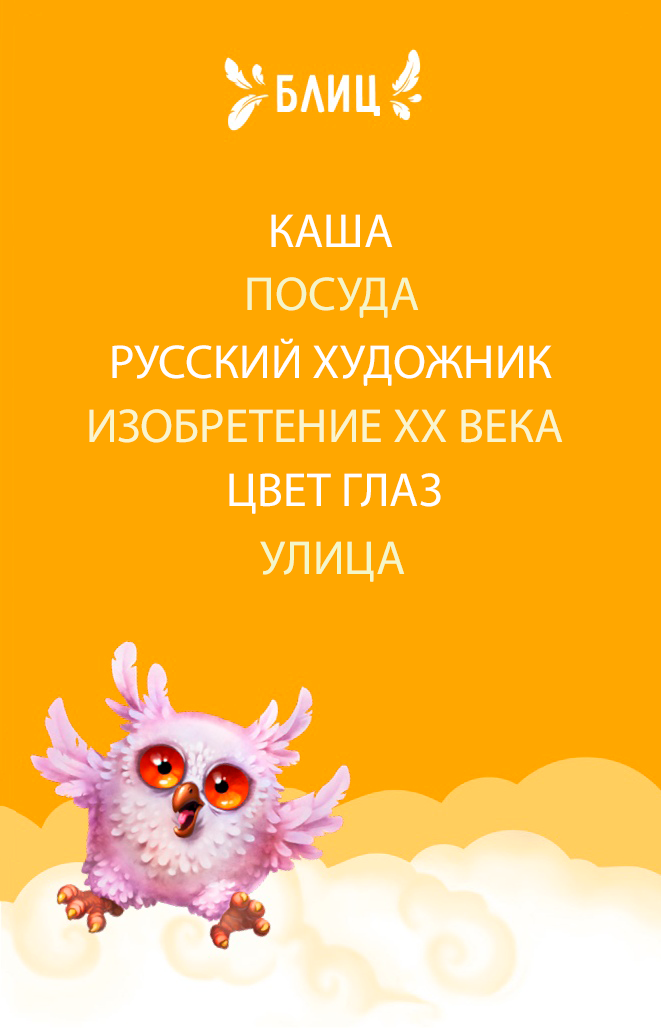 БЛИЦ
КАША
ПОСУДА
РУССКИЙ ХУДОЖНИК
ИЗОБРЕТЕНИЕ XX ВЕКА
ЦВЕТ ГЛАЗ
УЛИЦА